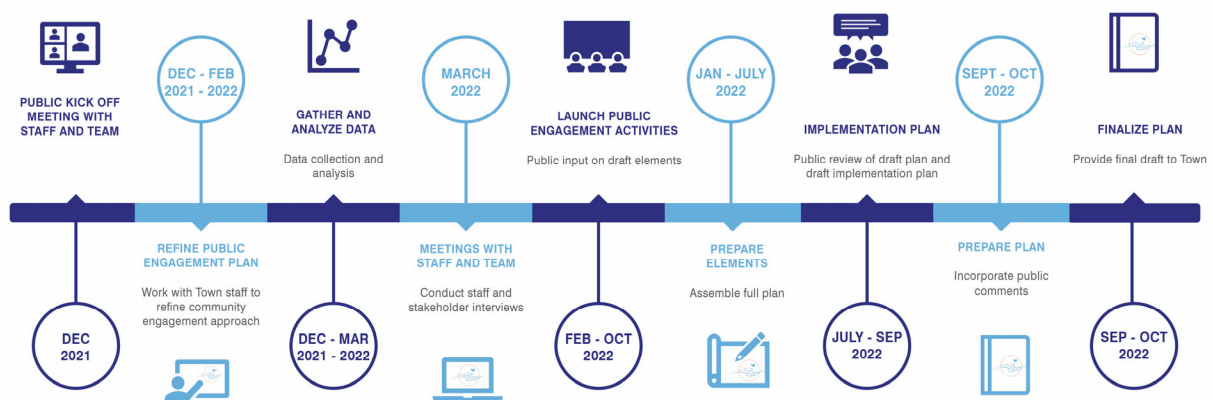 PUBLIC KICK OFF
MEETING WITH
STAFF AND TEAM
DEC
2021
DEC - FEB
2021 - 2022
REFINE PUBLIC
ENGAGEMENT PLAN
Work with Town staff to
refine community
engagement approach
GATHER AND
ANALYZE DATA
Data collection and
analysis
DEC - MAR
2021 - 2022
MARCH
2022
MEETINGS WITH
STAFF AND TEAM
Conduct staff and
stakeholder interviews
LAUNCH PUBLIC
ENGAGEMENT ACTIVITIES
Public input on draft elements
FEB - OCT
2022
JAN - JULY
2022
PREPARE
ELEMENTS
Assemble full plan
IMPLEMENTATION PLAN
Public review of draft plan and
draft implementation plan
JULY - SEP
2022
SEPT - OCT
2022
PREPARE PLAN
Incorporate public
comments
FINALIZE PLAN
Provide final draft to Town
SEP - OCT
2022